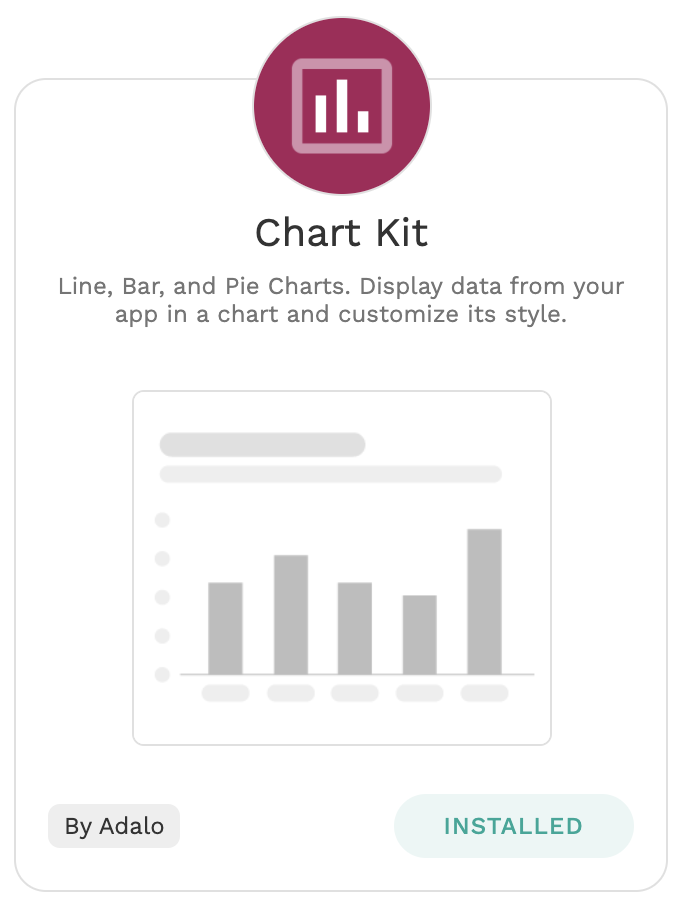 Chart Kit
Line, Bar, and Pie Charts. Display data from your
app in a chart and customize its style.
By Adalo
INSTALLED